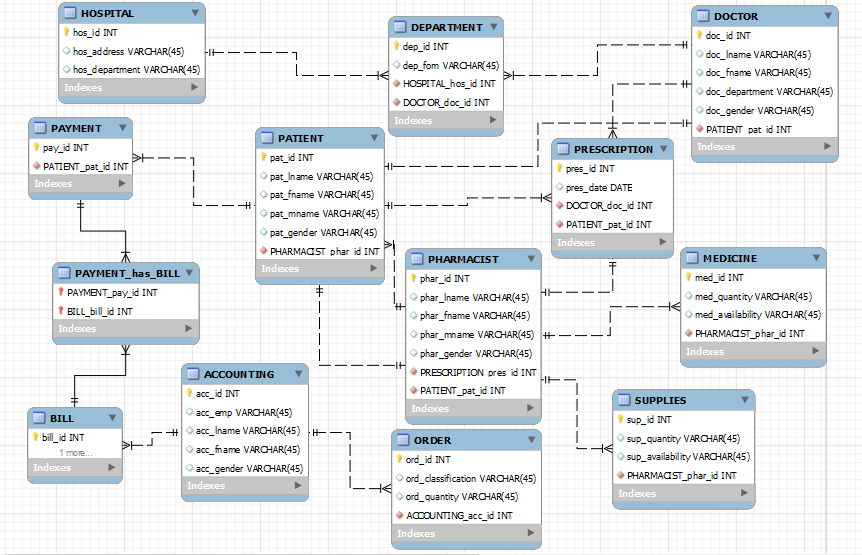 HOSPITAL
hos_id INT
hos_address VARCHAR(45)
hos_department VARCHAR(45)
Indexes
DEPARTMENT
dep_id INT
dep_fom VARCHAR(45)
HOSPITAL_hos_id INT
DOCTOR_doc_id INT
Indexes
DOCTOR
doc_id INT
doc_lname VARCHAR(45)
doc_fname VARCHAR(45)
doc_department VARCHAR(45)
doc_gender VARCHAR(45)
PATIENT_pat_id INT
Indexes
PAYMENT
pay_id INT
PATIENT_pat_id INT
Indexes
PATIENT
pat_id INT
pat_lname VARCHAR(45)
pat_fname VARCHAR(45)
pat_mname VARCHAR(45)
pat_gender VARCHAR(45)
PHARMACIST_phar_id INT
Indexes
PRESCRIPTION
pres_id INT
pres_date DATE
DOCTOR_doc_id INT
PATIENT_pat_id INT
Indexes
PAYMENT_has_BILL
PAYMENT_pay_id INT
BILL_bill_id INT
Indexes
PHARMACIST
phar_id INT
phar_lname VARCHAR(45)
phar_fname VARCHAR(45)
phar_mname VARCHAR(45)
phar_gender VARCHAR(45)
PRESCRIPTION_pres_id INT
PATIENT_pat_id INT
Indexes
MEDICINE
med_id INT
med_quantity VARCHAR(45)
med_availability VARCHAR(45)
PHARMACIST_phar_id INT
Indexes
BILL
bill_id INT
1 more...
Indexes
ACCOUNTING
acc_id INT
acc_emp VARCHAR(45)
acc_lname VARCHAR(45)
acc_fname VARCHAR(45)
acc_gender VARCHAR(45)
Indexes
ORDER
ord_id INT
ord_classification VARCHAR(45)
ord_quantity VARCHAR(45)
ACCOUNTING_acc_id INT
Indexes
SUPPLIES
sup_id INT
sup_quantity VARCHAR(45)
sup_availability VARCHAR(45)
PHARMACIST_phar_id INT
Indexes